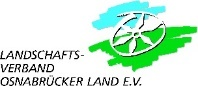 LANDSCHAFTS-
VERBAND
OSNABRÜCKER LAND E.V.